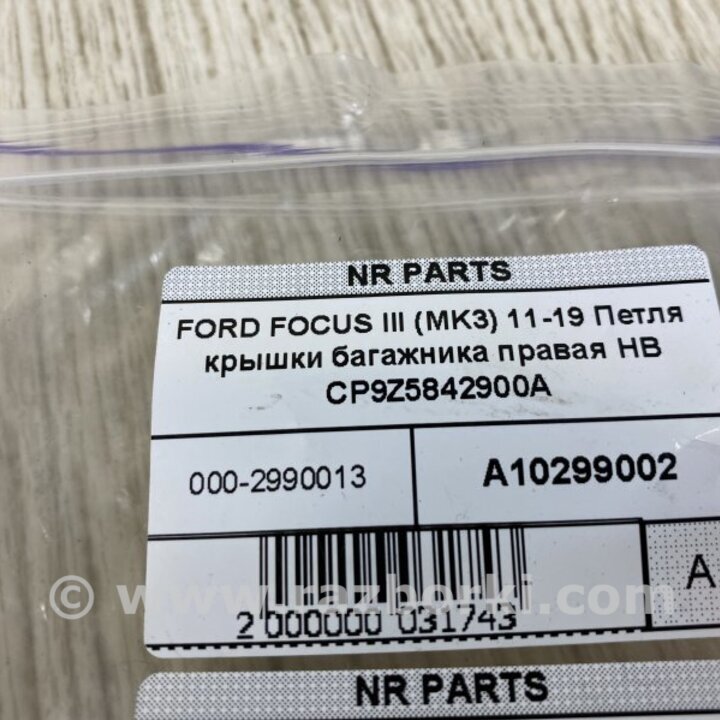 NR PARTS
FORD FOCUS III (MK3) 11-19 Петля
крышки багажника правая HB
CP9Z5842900A
000-2990013
A10299002
A
2 000000 031743
© www.razborki.com
NR PARTS